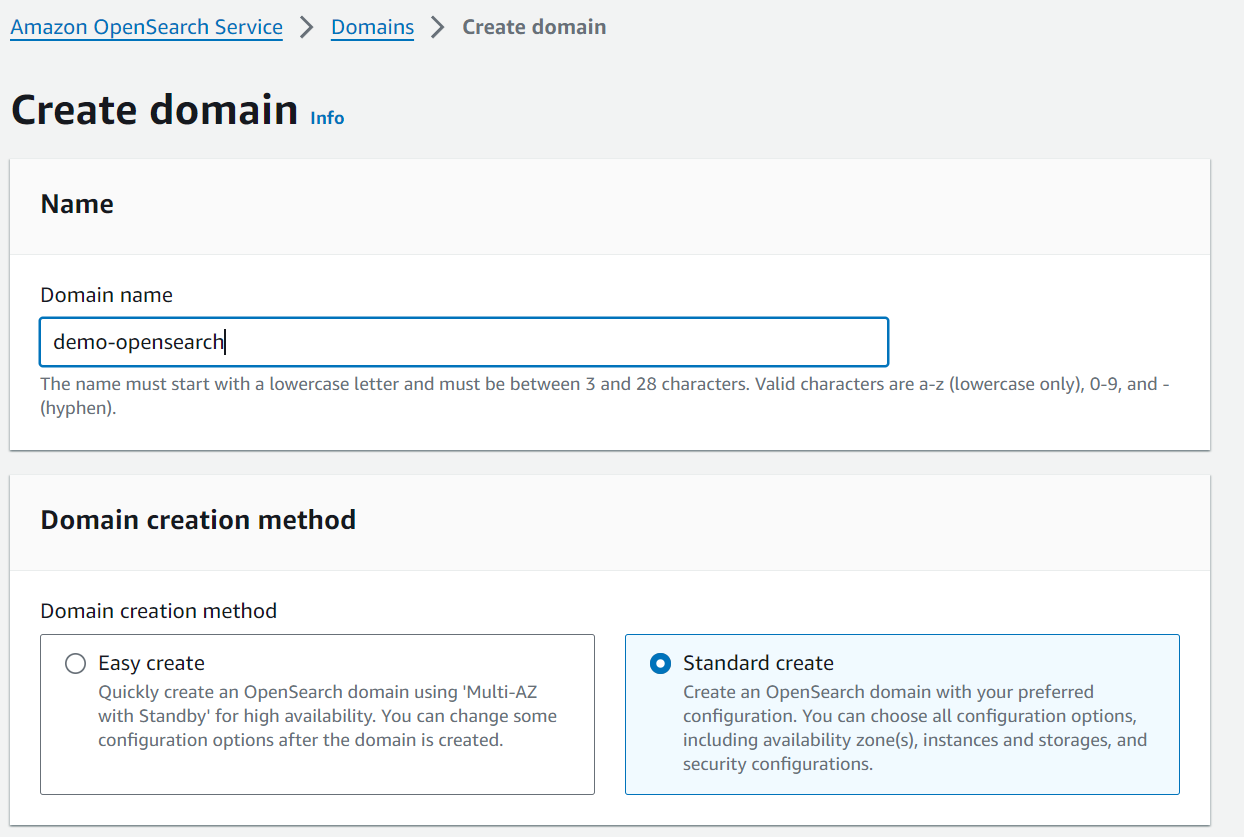 Amazon OpenSearch Service > Domains > Create domain
Create domain Info
Name
Domain name
demo-opensearch
The name must start with a lowercase letter and must be between 3 and 28 characters. Valid characters are a-z (lowercase only), 0-9, and -
(hyphen).
Domain creation method
Domain creation method
Easy create
Quickly create an OpenSearch domain using 'Multi-AZ
with Standby' for high availability. You can change some
configuration options after the domain is created.
Standard create
Create an OpenSearch domain with your preferred
configuration. You can choose all configuration options,
including availability zone(s), instances and storages, and
security configurations.